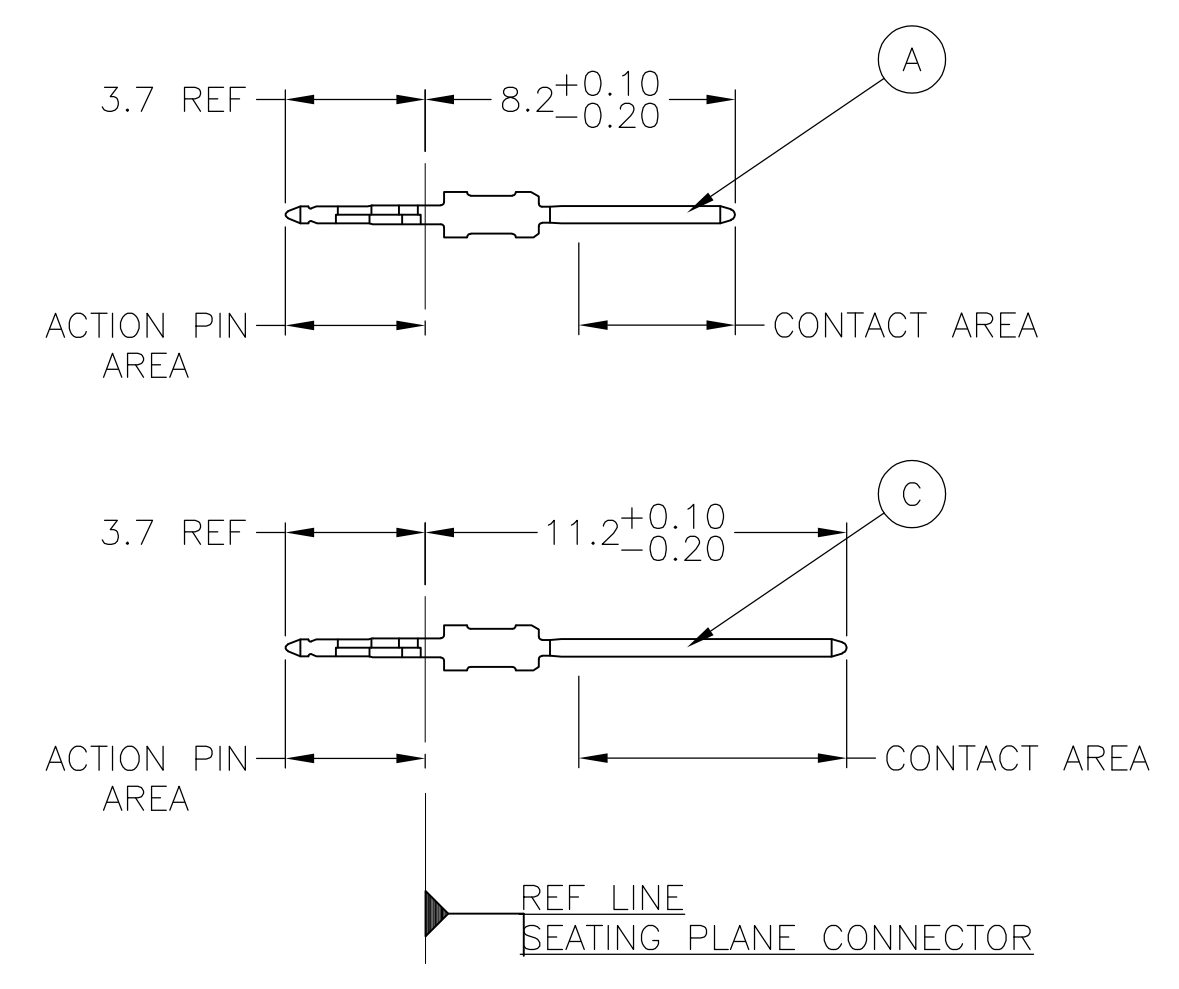 A
3.7 REF
8.2 +0.10
-0.20
ACTION PIN
AREA
CONTACT AREA
C
3.7 REF
11.2 +0.10
-0.20
ACTION PIN
AREA
CONTACT AREA
REF LINE
SEATING PLANE CONNECTOR